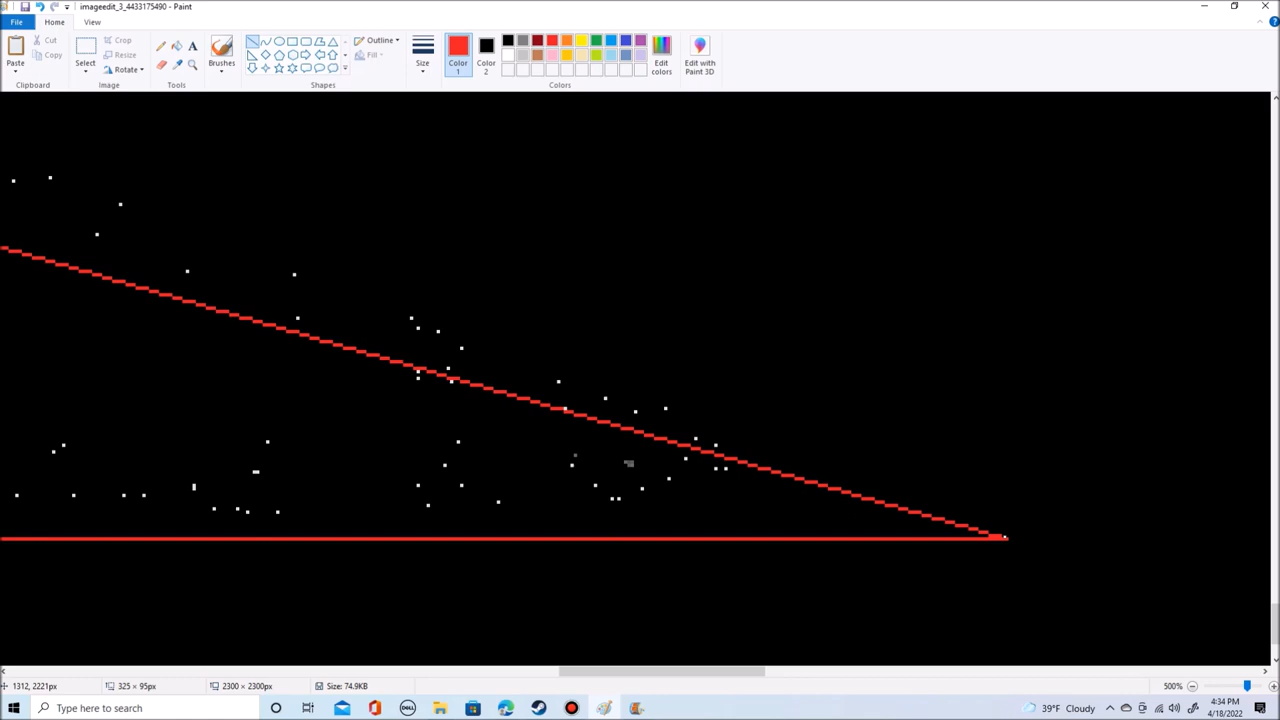 imageedit_3_4433175490 - Paint
File Home View
Paste
Cut
Copy
Clipboard
Select
Crop
Resize
Rotate
Image
Tools
Brushes
Outline
Fill
Shapes
Size
Color 1
Color 2
Edit colors
Edit with Paint 3D
Colors
1312, 2221px
325 × 95px
2300 × 2300px
Size: 74.9KB
500%
Type here to search
DELL
39°F Cloudy
4:34 PM
4/18/2022